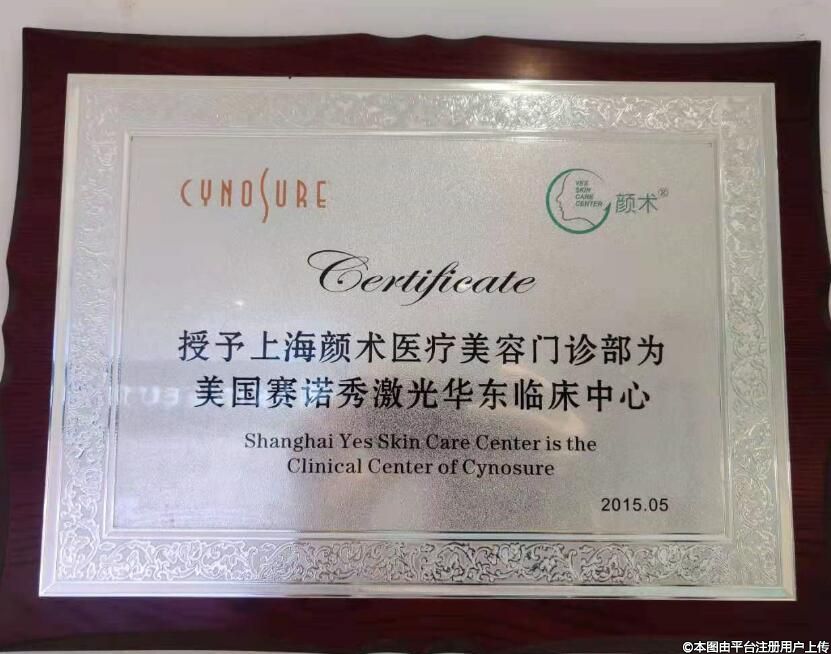 CYNOSURE
YES
SKIN
CARE
CENTER
颜术®
Certificate
授予上海颜术医疗美容门诊部为
美国赛诺秀激光华东临床中心
Shanghai Yes Skin Care Center is the
Clinical Center of Cynosure
2015.05
©本图由平台注册用户上传